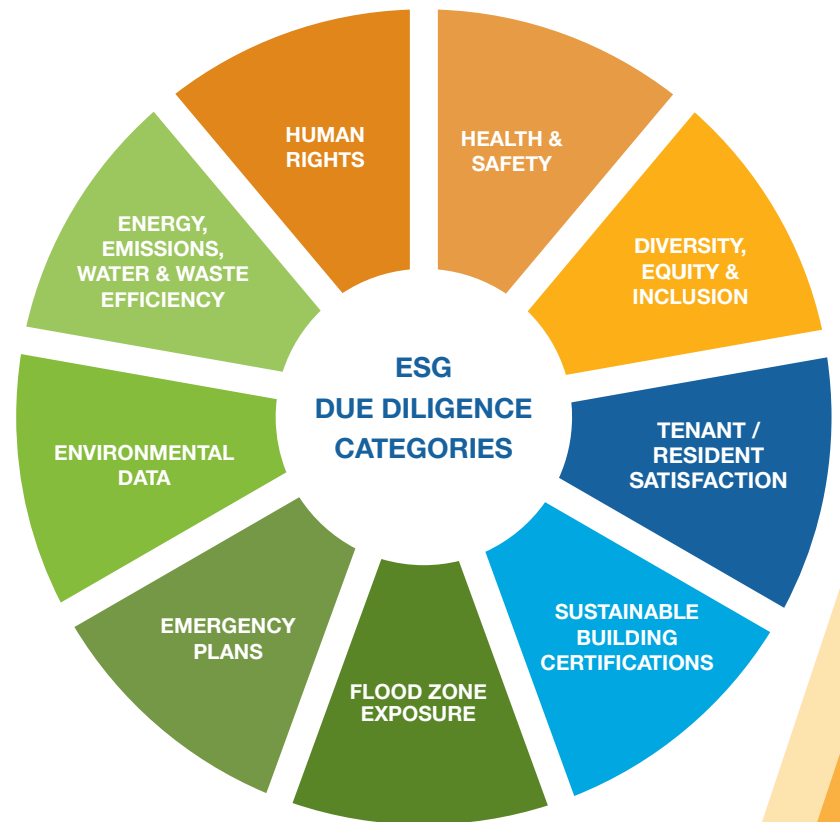 HUMAN
RIGHTS
HEALTH &
SAFETY
DIVERSITY,
EQUITY &
INCLUSION
TENANT /
RESIDENT
SATISFACTION
SUSTAINABLE
BUILDING
CERTIFICATIONS
FLOOD ZONE
EXPOSURE
EMERGENCY
PLANS
ENVIRONMENTAL
DATA
ENERGY,
EMISSIONS,
WATER & WASTE
EFFICIENCY
ESG
DUE DILIGENCE
CATEGORIES